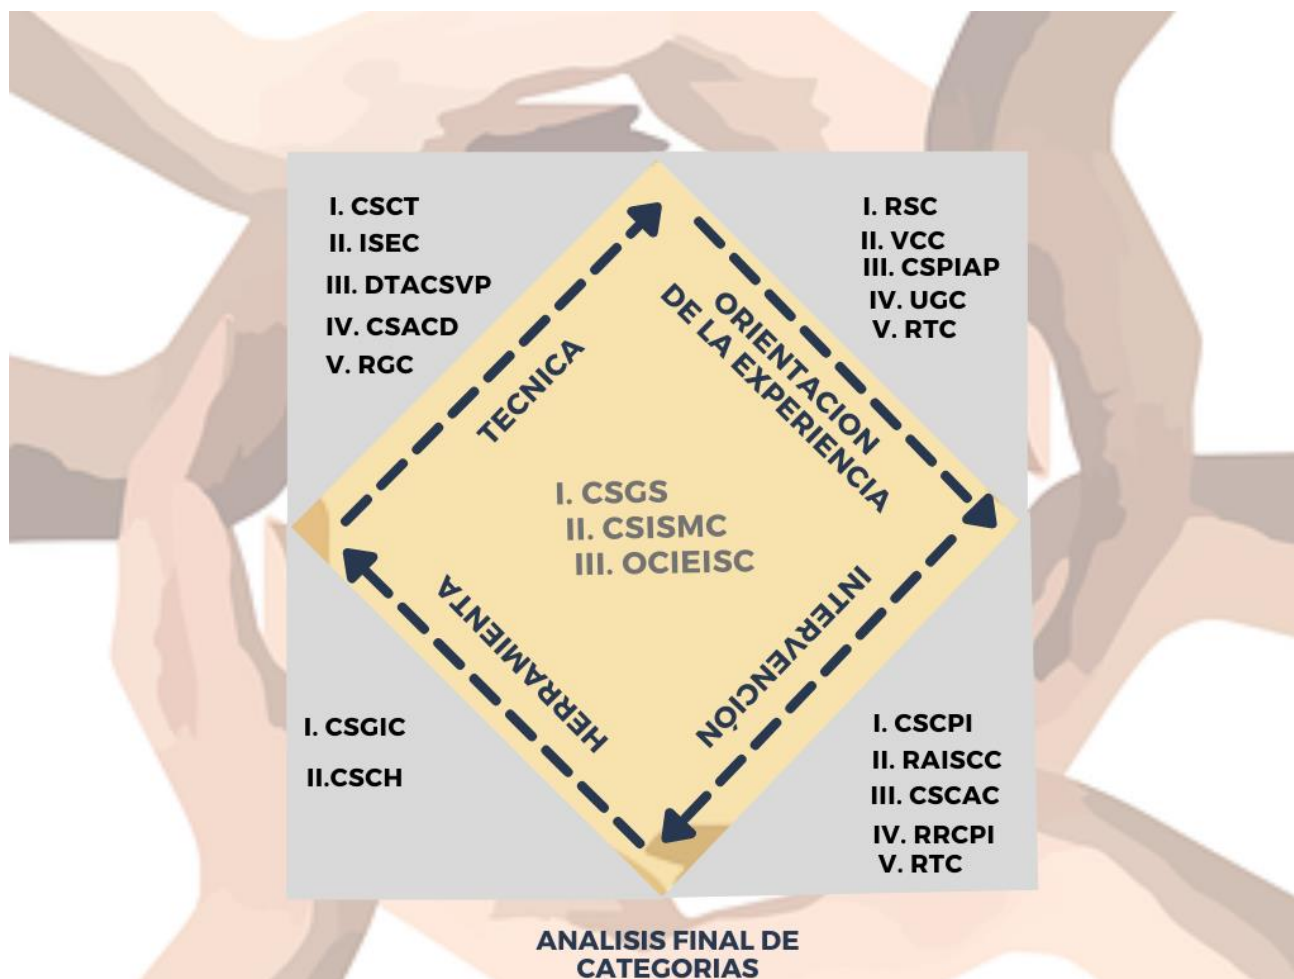 I. CSCT
II. ISEC
III. DTACSVP
IV. CSACD
V. RGC
I. RSC
II. VCC
III. CSPIAP
IV. UGC
V. RTC
TECNICA
ORIENTACION
DE LA EXPERIENCIA
I. CSGS
II. CSISMC
III. OCIEISC
HERRAMIENTA
INTERVENCIÓN
I. CSGIC
II.CSCH
I. CSCPI
II. RAISCC
III. CSCAC
IV. RRCPI
V. RTC
ANALISIS FINAL DE
CATEGORIAS